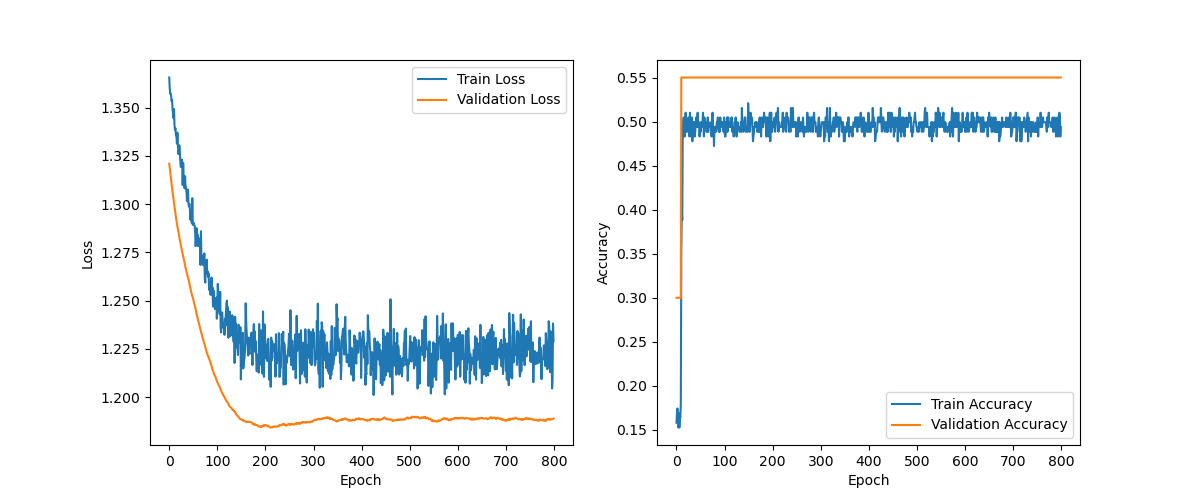 Train Loss
Validation Loss
1.350
1.325
1.300
1.275
1.250
1.225
1.200
Loss
0 100 200 300 400 500 600 700 800
Epoch
0.55
0.50
0.45
0.40
0.35
0.30
0.25
0.20
0.15
Accuracy
Train Accuracy
Validation Accuracy
0 100 200 300 400 500 600 700 800
Epoch